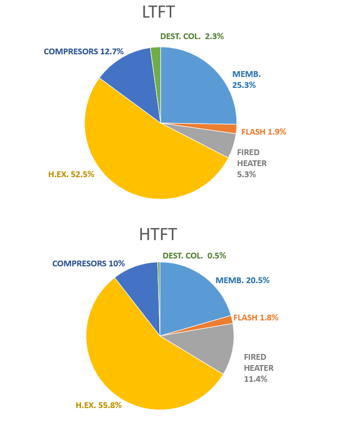 LTFT
DEST. COL. 2.3%
COMPRESORS 12.7%
MEMB.
25.3%
FLASH 1.9%
FIRED
HEATER
5.3%
H.EX. 52.5%
HTFT
DEST. COL. 0.5%
COMPRESORS 10%
MEMB. 20.5%
FLASH 1.8%
FIRED
HEATER
11.4%
H.EX. 55.8%